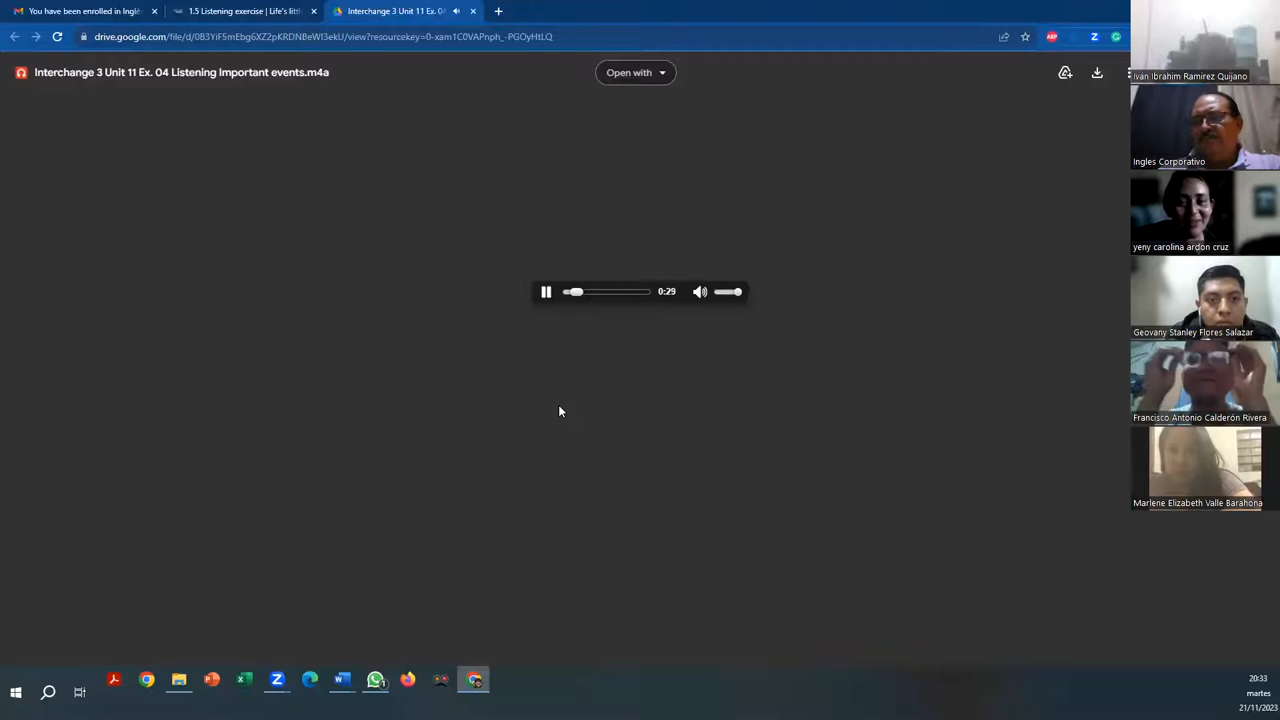 You have been enrolled in Inglé
1.5 Listening exercise | Life's littl
Interchange 3 Unit 11 Ex. 04
drive.google.com/file/d/0B3YiF5mEbg6XZ2pKRDNBeWI3ekU/view?resourcekey=0-xam1C0VAPnph_-PGOyHtLQ
Interchange 3 Unit 11 Ex. 04 Listening Important events.m4a
Open with
Iván Ibrahim Ramirez Quijano
Ingles Corporativo
yeny carolina ardon cruz
0:29
Geovany Stanley Flores Salazar
Francisco Antonio Calderón Rivera
Marlene Elizabeth Valle Barahona
20:33
martes
21/11/2023